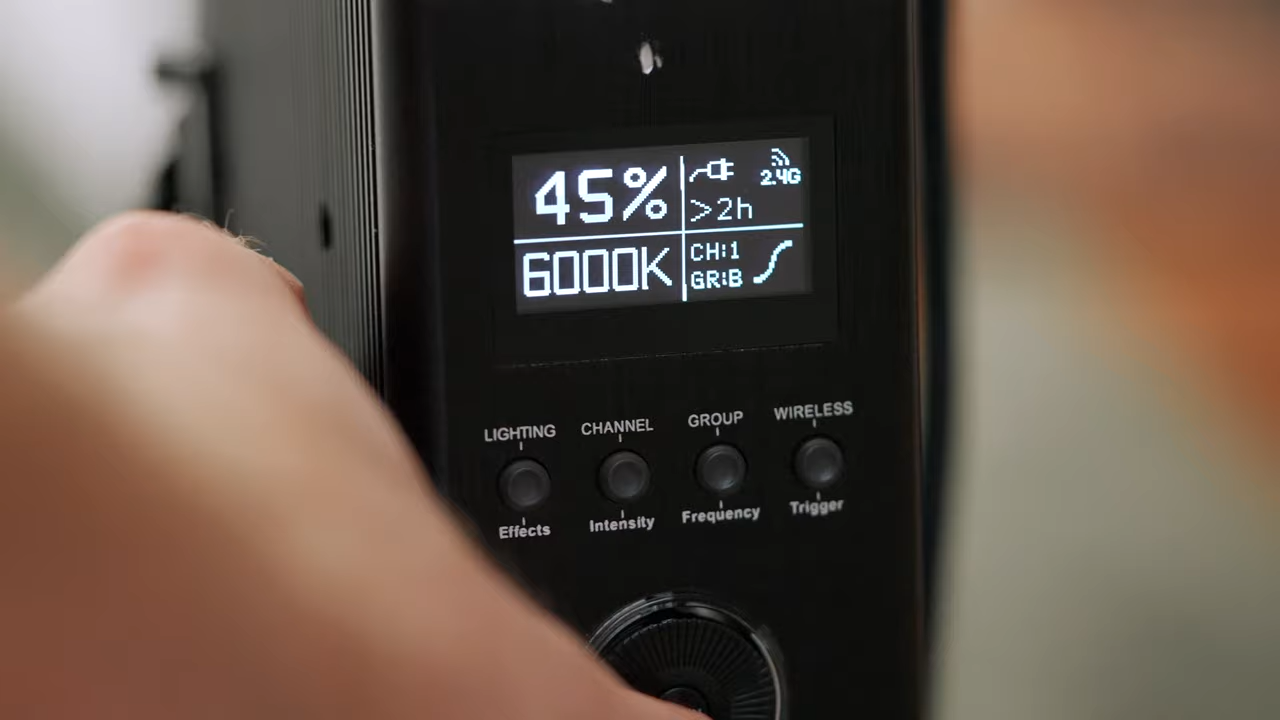 45%
2.4G
>2h
6000K
CH:1
GR:B
LIGHTING CHANNEL GROUP WIRELESS
Effects Intensity Frequency Trigger